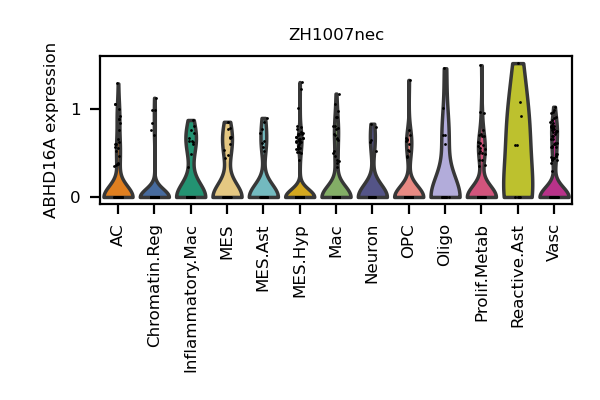 ZH1007nec
ABHD16A expression
1
0
AC
Chromatin.Reg
Inflammatory.Mac
MES
MES.Ast
MES.Hyp
Mac
Neuron
OPC
Oligo
Prolif.Metab
Reactive.Ast
Vasc